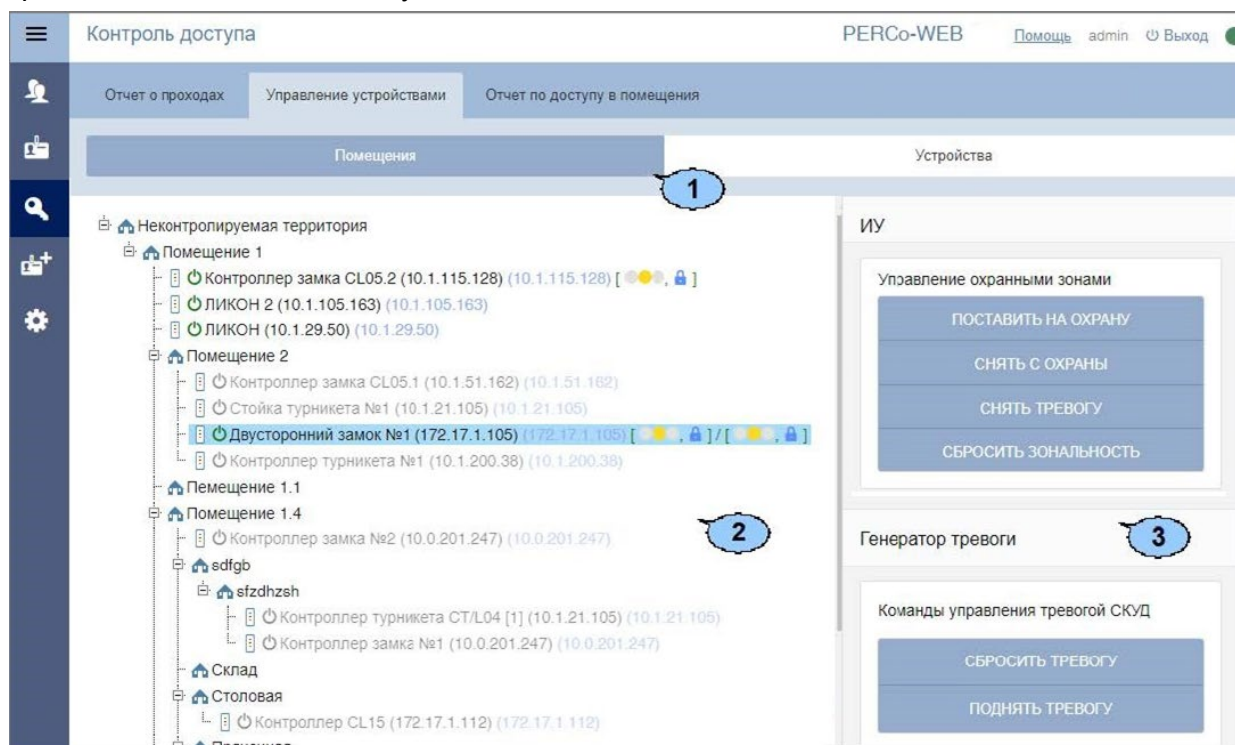 Контроль доступа
PERCo-WEB Помощь admin Выход
Отчет о проходах Управление устройствами Отчет по доступу в помещения
Помещения Устройства
1
Неконтролируемая территория
Помещение 1
Контроллер замка CL05.2 (10.1.115.128) (10.1.115.128) [ , ]
ЛИКОН 2 (10.1.105.163) (10.1.105.163)
ЛИКОН (10.1.29.50) (10.1.29.50)
Помещение 2
Контроллер замка CL05.1 (10.1.51.162) (10.1.51.162)
Стойка турникета №1 (10.1.21.105) (10.1.21.105)
Двусторонний замок №1 (172.17.1.105) (172.17.1.105) [ , ] / [ , ]
Контроллер турникета №1 (10.1.200.38) (10.1.200.38)
Пемещение 1.1
Помещение 1.4
Контроллер замка №2 (10.0.201.247) (10.0.201.247)
sdfgb
sfzdhzsh
Контроллер турникета CT/L04 [1] (10.1.21.105) (10.1.21.105)
Контроллер замка №1 (10.0.201.247) (10.0.201.247)
Склад
Столовая
Контроллер CL15 (172.17.1.112) (172.17.1.112)
2
ИУ
Управление охранными зонами
ПОСТАВИТЬ НА ОХРАНУ
СНЯТЬ С ОХРАНЫ
СНЯТЬ ТРЕВОГУ
СБРОСИТЬ ЗОНАЛЬНОСТЬ
Генератор тревоги
3
Команды управления тревогой СКУД
СБРОСИТЬ ТРЕВОГУ
ПОДНЯТЬ ТРЕВОГУ